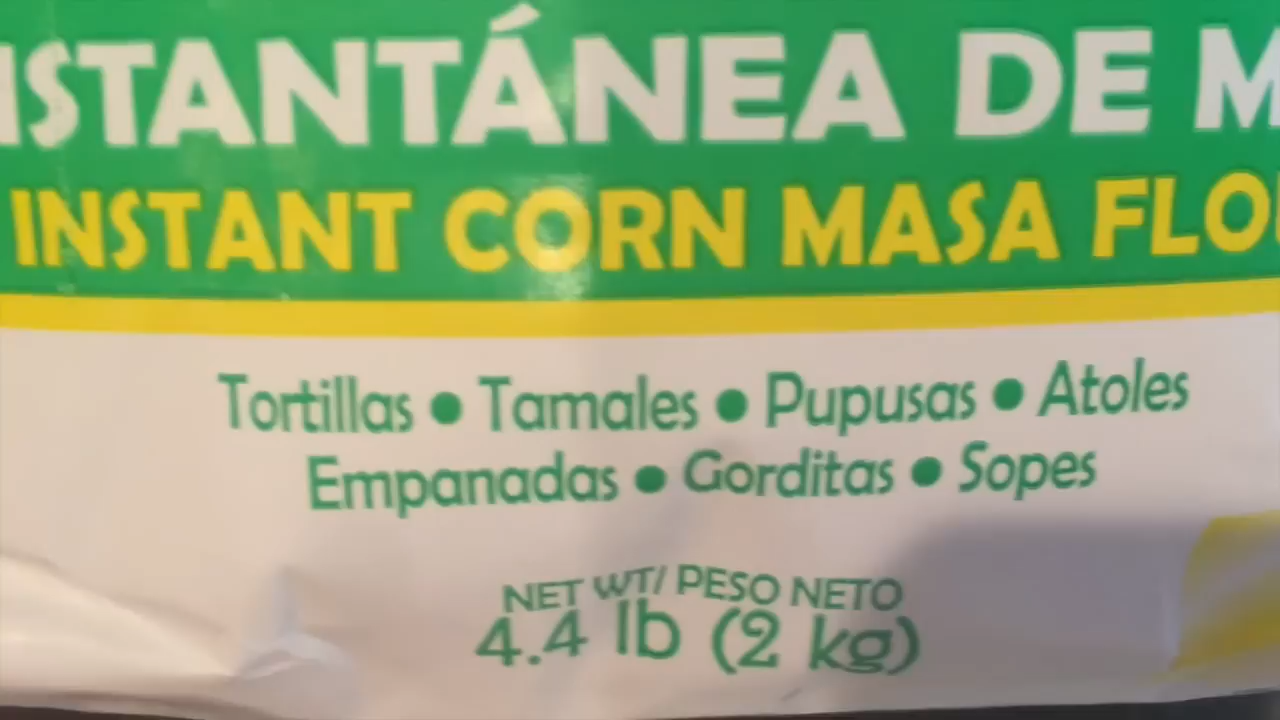 ISTANTÁNEA DE M
INSTANT CORN MASA FLOU
Tortillas • Tamales • Pupusas • Atoles
Empanadas • Gorditas • Sopes
NET WT/ PESO NETO
4.4 lb (2 kg)